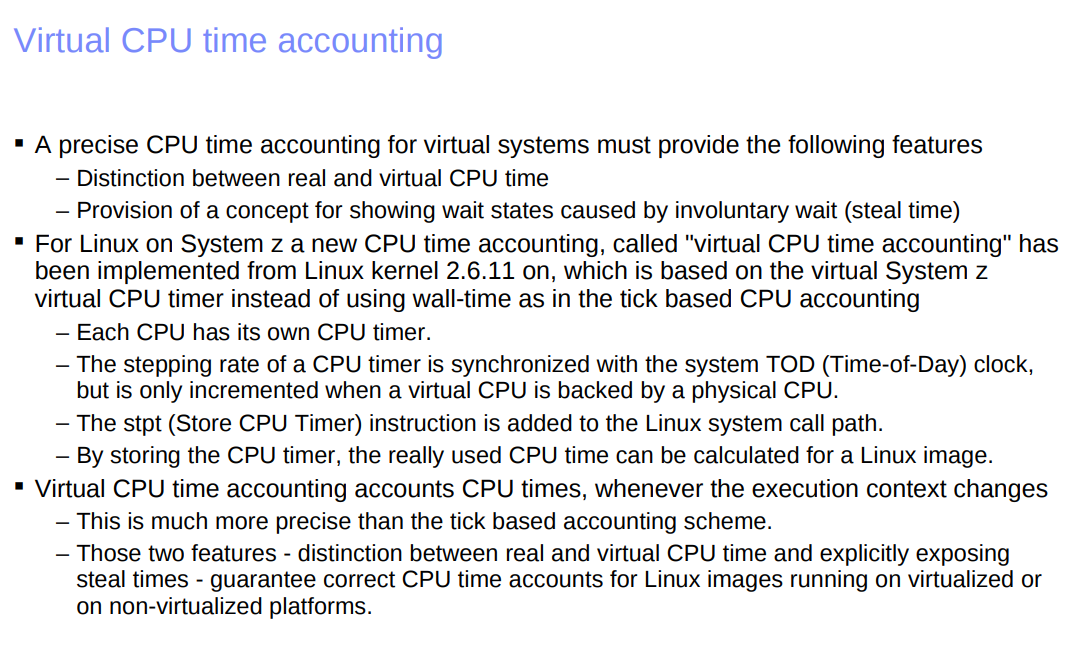 Virtual CPU time accounting
▪ A precise CPU time accounting for virtual systems must provide the following features
– Distinction between real and virtual CPU time
– Provision of a concept for showing wait states caused by involuntary wait (steal time)
▪ For Linux on System z a new CPU time accounting, called "virtual CPU time accounting" has
been implemented from Linux kernel 2.6.11 on, which is based on the virtual System z
virtual CPU timer instead of using wall-time as in the tick based CPU accounting
– Each CPU has its own CPU timer.
– The stepping rate of a CPU timer is synchronized with the system TOD (Time-of-Day) clock,
but is only incremented when a virtual CPU is backed by a physical CPU.
– The stpt (Store CPU Timer) instruction is added to the Linux system call path.
– By storing the CPU timer, the really used CPU time can be calculated for a Linux image.
▪ Virtual CPU time accounting accounts CPU times, whenever the execution context changes
– This is much more precise than the tick based accounting scheme.
– Those two features - distinction between real and virtual CPU time and explicitly exposing
steal times - guarantee correct CPU time accounts for Linux images running on virtualized or
on non-virtualized platforms.